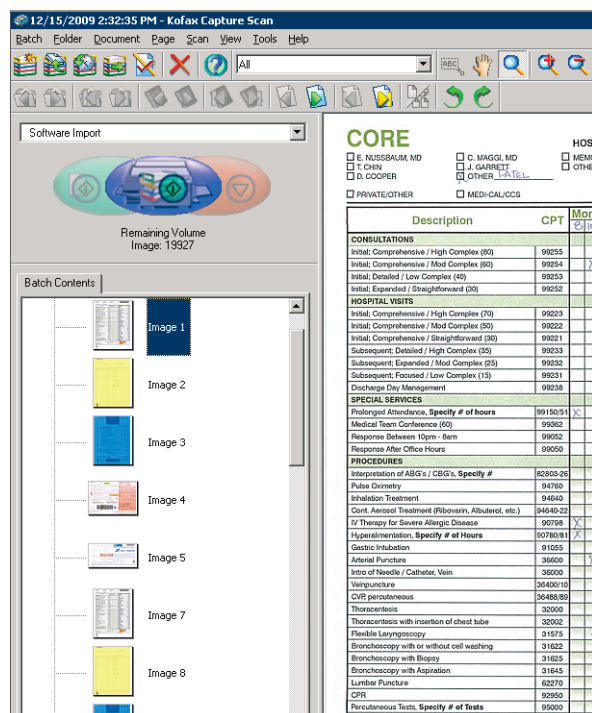 12/15/2009 2:32:35 PM - Kofax Capture Scan
Batch Folder Document Page Scan View Tools Help
All
ABC
Software Import
Remaining Volume
Image: 19927
Batch Contents
Image 1
Image 2
Image 3
Image 4
Image 5
Image 7
Image 8
CORE
HOS
E. NUSSBAUM, MD C. MAGGI, MD MEMO
T. CHIN J. GARRETT OTHE
D. COOPER OTHER PATEL
PRIVATE/OTHER MEDI-CAL/CCS
Description CPT Mon
8
CONSULTATIONS
Initial; Comprehensive / High Complex (80) 99255
Initial; Comprehensive / Mod Complex (60) 99254
Initial; Detailed / Low Complex (40) 99253
Initial; Expanded / Straightforward (30) 99252
HOSPITAL VISITS
Initial; Comprehensive / High Complex (70) 99223
Initial; Comprehensive / Mod Complex (50) 99222
Initial; Comprehensive / Straightforward (30) 99221
Subsequent; Detailed / High Complex (35) 99233
Subsequent; Expanded / Mod Complex (25) 99232
Subsequent; Focused / Low Complex (15) 99231
Discharge Day Management 99238
SPECIAL SERVICES
Prolonged Attendance, Specify # of hours 99150/51 X
Medical Team Conference (60) 99362
Response Between 10pm - 8am 99052
Response After Office Hours 99050
PROCEDURES
Interpretation of ABG's / CBG's, Specify # 82803-26
Pulse Oximetry 94760
Inhalation Treatment 94640
Cont. Aerosol Treatment (Ribovarin, Albuterol, etc.) 94640-22
IV Therapy for Severe Allergic Disease 90798 X
Hyperalimentation, Specify # of Hours 90780/81 X
Gastric Intubation 91055
Arterial Puncture 36600
Intro of Needle / Catheter, Vein 36000
Veinpuncture 36400/10
CVP, percutaneous 36488/89
Thoracentesis 32000
Thoracentesis with insertion of chest tube 32002
Flexible Laryngoscopy 31575
Bronchoscopy with or without cell washing 31622
Bronchoscopy with Biopsy 31625
Bronchoscopy with Aspiration 31645
Lumbar Puncture 62270
CPR 92950
Percutaneous Tests, Specify # of Tests 95000